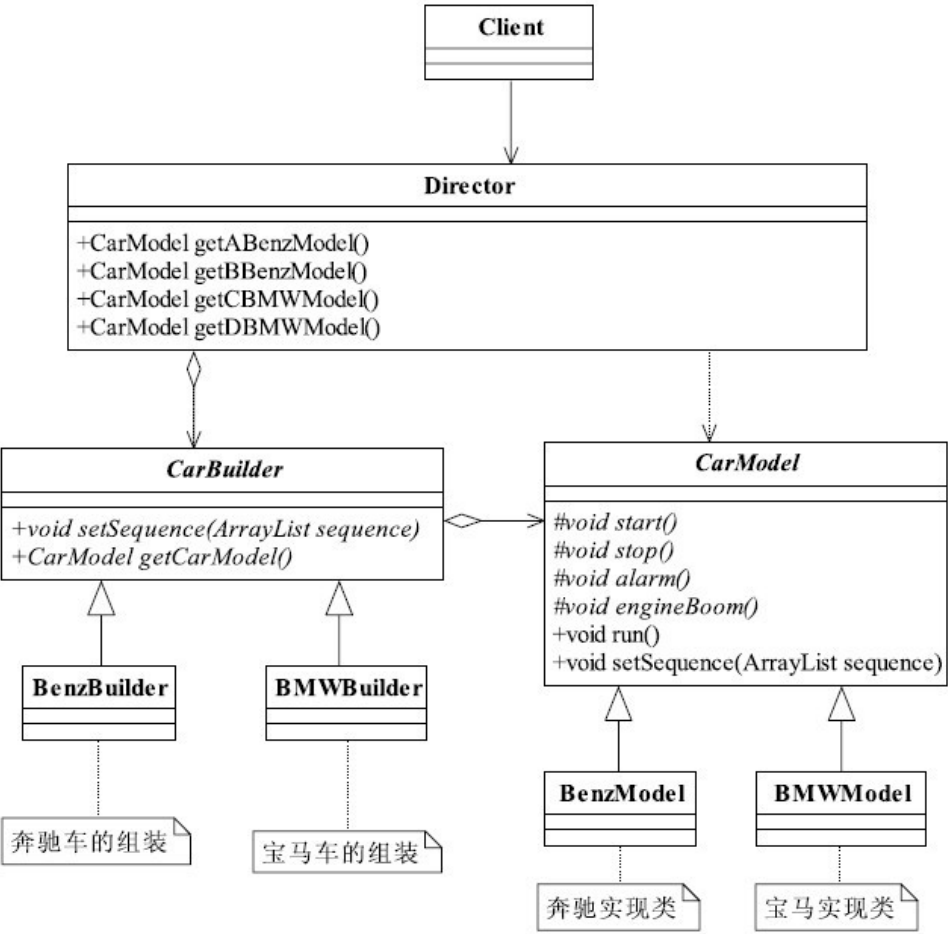 Client
Director
+CarModel getABenzModel()
+CarModel getBBenzModel()
+CarModel getCBMWModel()
+CarModel getDBMWModel()
CarBuilder
+void setSequence(ArrayList sequence)
+CarModel getCarModel()
CarModel
#void start()
#void stop()
#void alarm()
#void engineBoom()
+void run()
+void setSequence(ArrayList sequence)
BenzBuilder
BMWBuilder
BenzModel
BMWModel
奔驰车的组装
宝马车的组装
奔驰实现类
宝马实现类